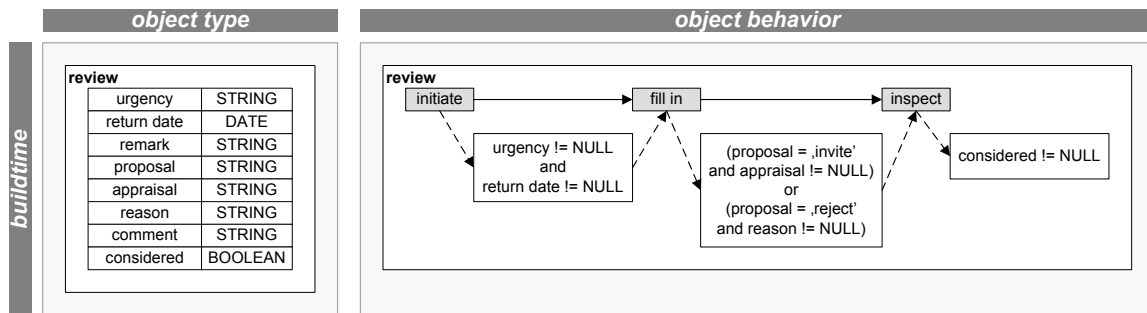 object type
object behavior
buildtime
review
urgency STRING
return date DATE
remark STRING
proposal STRING
appraisal STRING
reason STRING
comment STRING
considered BOOLEAN
review
initiate fill in inspect
urgency != NULL
and
return date != NULL
(proposal = ‚invite'
and appraisal != NULL)
or
(proposal = ‚reject'
and reason != NULL)
considered != NULL